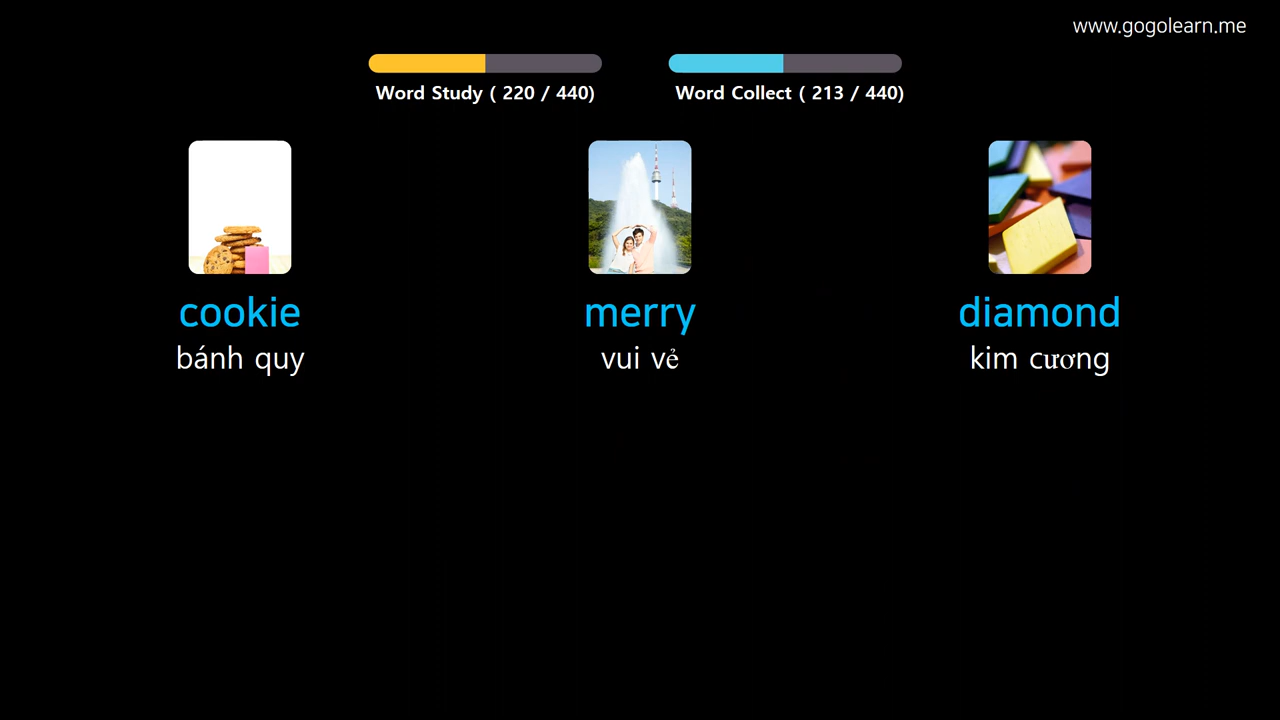 www.gogolearn.me
Word Study ( 220 / 440)
Word Collect ( 213 / 440)
cookie
merry
diamond
bánh quy
vui vẻ
kim cương